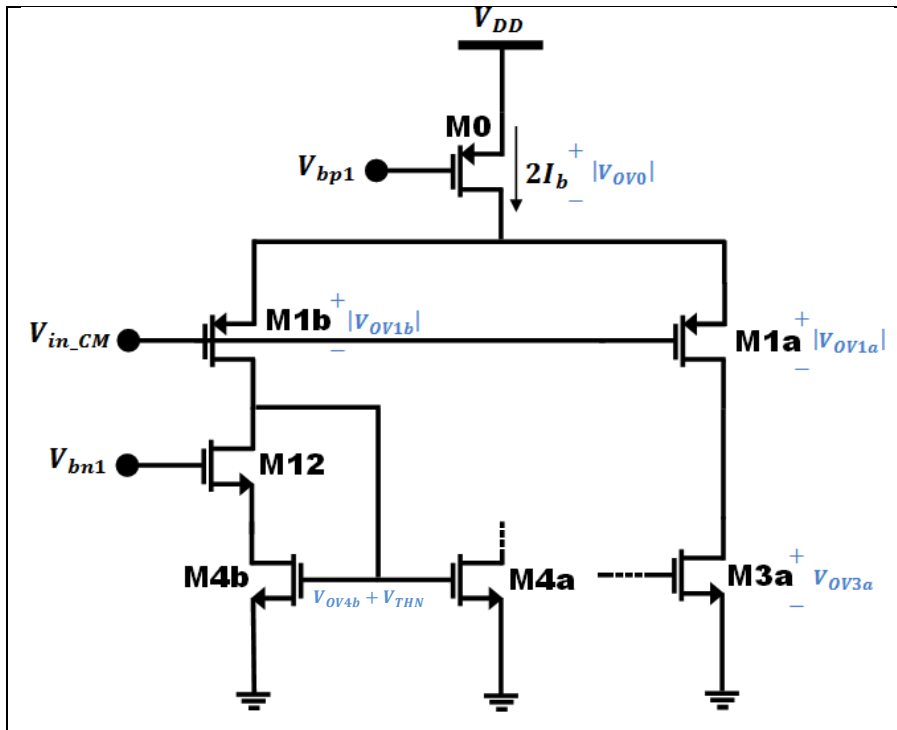 V_DD
M0
V_bp1
2I_b
+
|V_OV0|
−
V_in_CM
M1b
+
|V_OV1b|
−
M1a
+
|V_OV1a|
−
V_bn1
M12
M4b
V_OV4b + V_THN
M4a
M3a
+
V_OV3a
−